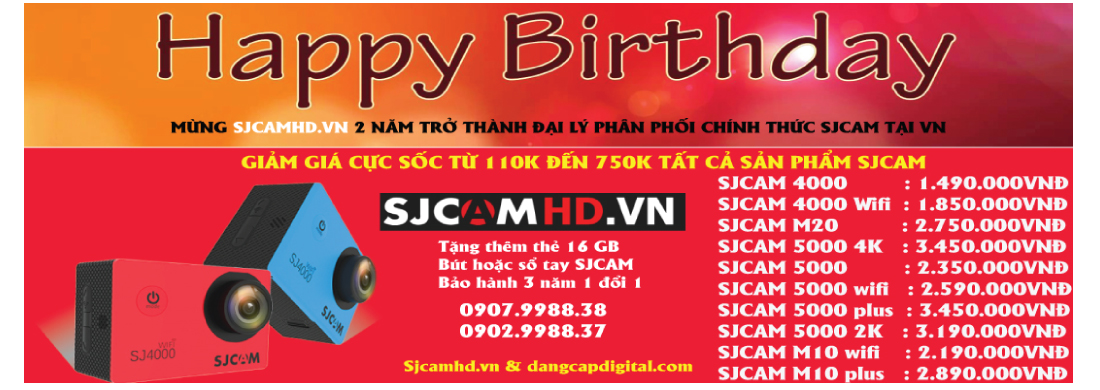 Happy Birthday
MỪNG SJCAMHD.VN 2 NĂM TRỞ THÀNH ĐẠI LÝ PHÂN PHỐI CHÍNH THỨC SJCAM TẠI VN
GIẢM GIÁ CỰC SỐC TỪ 110K ĐẾN 750K TẤT CẢ SẢN PHẨM SJCAM
SJCAMHD.VN
Tặng thêm thẻ 16 GB
Bút hoặc sổ tay SJCAM
Bảo hành 3 năm 1 đổi 1
0907.9988.38
0902.9988.37
Sjcamhd.vn & dangcapdigital.com
SJCAM 4000 : 1.490.000VNĐ
SJCAM 4000 Wifi : 1.850.000VNĐ
SJCAM M20 : 2.750.000VNĐ
SJCAM 5000 4K : 3.450.000VNĐ
SJCAM 5000 : 2.350.000VNĐ
SJCAM 5000 wifi : 2.590.000VNĐ
SJCAM 5000 plus : 3.450.000VNĐ
SJCAM 5000 2K : 3.190.000VNĐ
SJCAM M10 wifi : 2.190.000VNĐ
SJCAM M10 plus : 2.890.000VNĐ
SJ4000 WiFi
SJCAM
WiFi
SJ4000
SJCAM